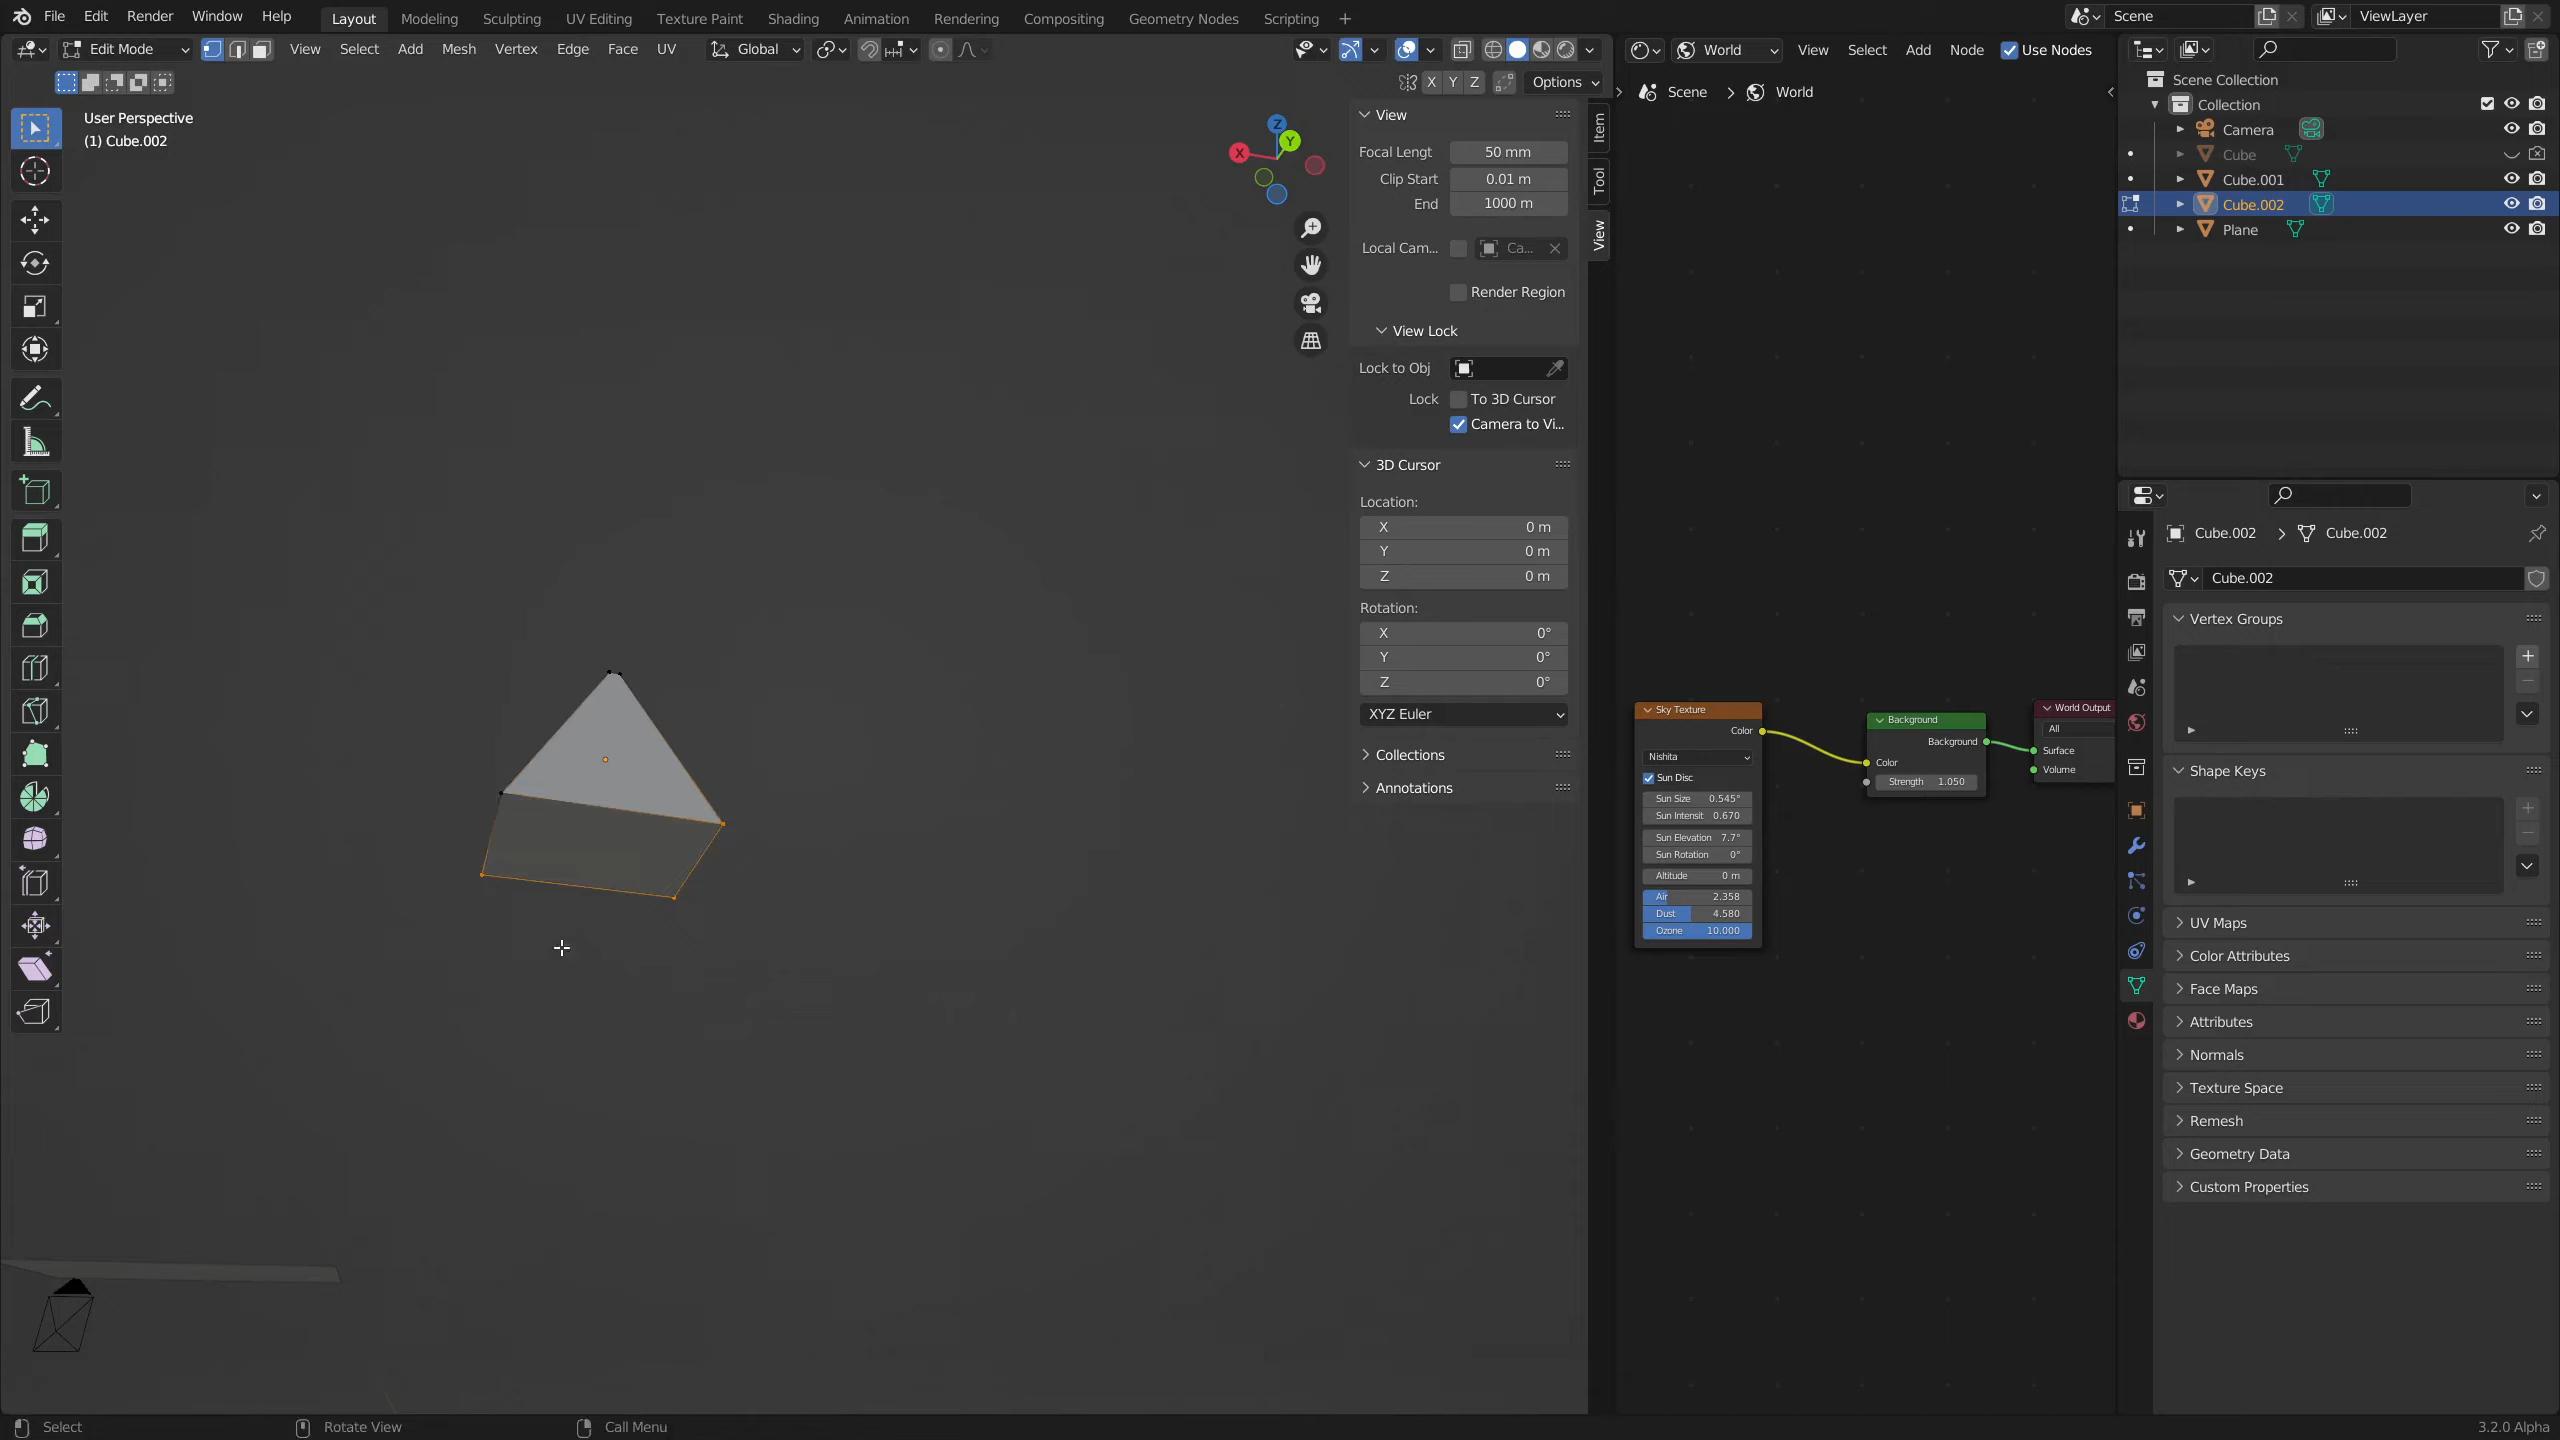 File Edit Render Window Help Layout Modeling Sculpting UV Editing Texture Paint Shading Animation Rendering Compositing Geometry Nodes Scripting + Scene ViewLayer
Edit Mode View Select Add Mesh Vertex Edge Face UV Global
World View Select Add Node Use Nodes
X Y Z Options
Scene > World
User Perspective
(1) Cube.002
X Y Z
View
Focal Lengt 50 mm
Clip Start 0.01 m
End 1000 m
Local Cam... Ca...
Render Region
View Lock
Lock to Obj
Lock To 3D Cursor
Camera to Vi...
3D Cursor
Location:
X 0 m
Y 0 m
Z 0 m
Rotation:
X 0°
Y 0°
Z 0°
XYZ Euler
Collections
Annotations
Item
Tool
View
Sky Texture
Color
Nishita
Sun Disc
Sun Size 0.545°
Sun Intensit 0.670
Sun Elevation 7.7°
Sun Rotation 0°
Altitude 0 m
Air 2.358
Dust 4.580
Ozone 10.000
Background
Background
Color
Strength 1.050
World Output
All
Surface
Volume
Scene Collection
Collection
Camera
Cube
Cube.001
Cube.002
Plane
Cube.002 > Cube.002
Cube.002
Vertex Groups
Shape Keys
UV Maps
Color Attributes
Face Maps
Attributes
Normals
Texture Space
Remesh
Geometry Data
Custom Properties
Select Rotate View Call Menu 3.2.0 Alpha